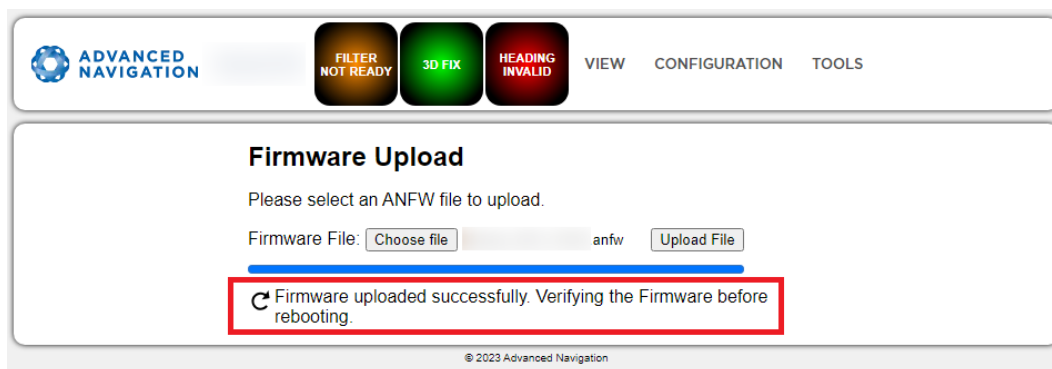 ADVANCED
NAVIGATION
FILTER
NOT READY
3D FIX
HEADING
INVALID
VIEW
CONFIGURATION
TOOLS
Firmware Upload
Please select an ANFW file to upload.
Firmware File: Choose file anfw Upload File
Firmware uploaded successfully. Verifying the Firmware before
rebooting.
© 2023 Advanced Navigation